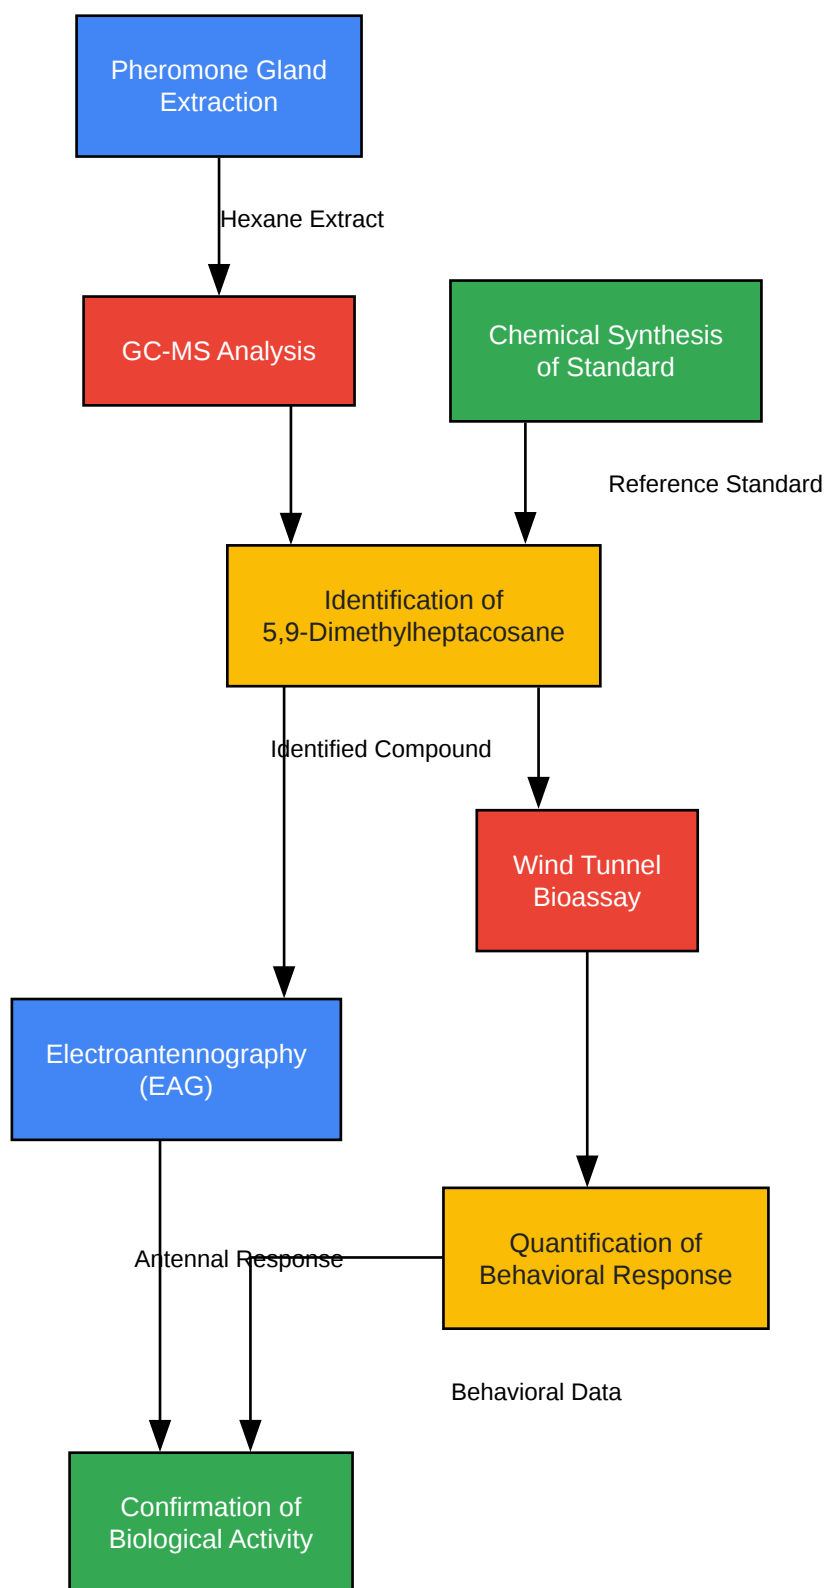 Pheromone Gland
Extraction
Hexane Extract
GC-MS Analysis
Chemical Synthesis
of Standard
Reference Standard
Identification of
5,9-Dimethylheptacosane
Identified Compound
Wind Tunnel
Bioassay
Electroantennography
(EAG)
Quantification of
Behavioral Response
Antennal Response
Behavioral Data
Confirmation of
Biological Activity